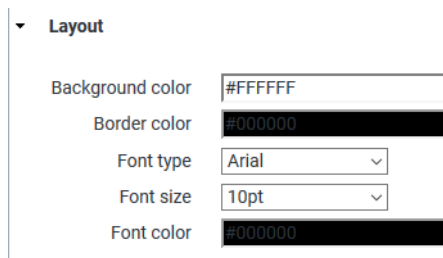 Layout
Background color #FFFFFF
Border color #000000
Font type Arial
Font size 10pt
Font color #000000